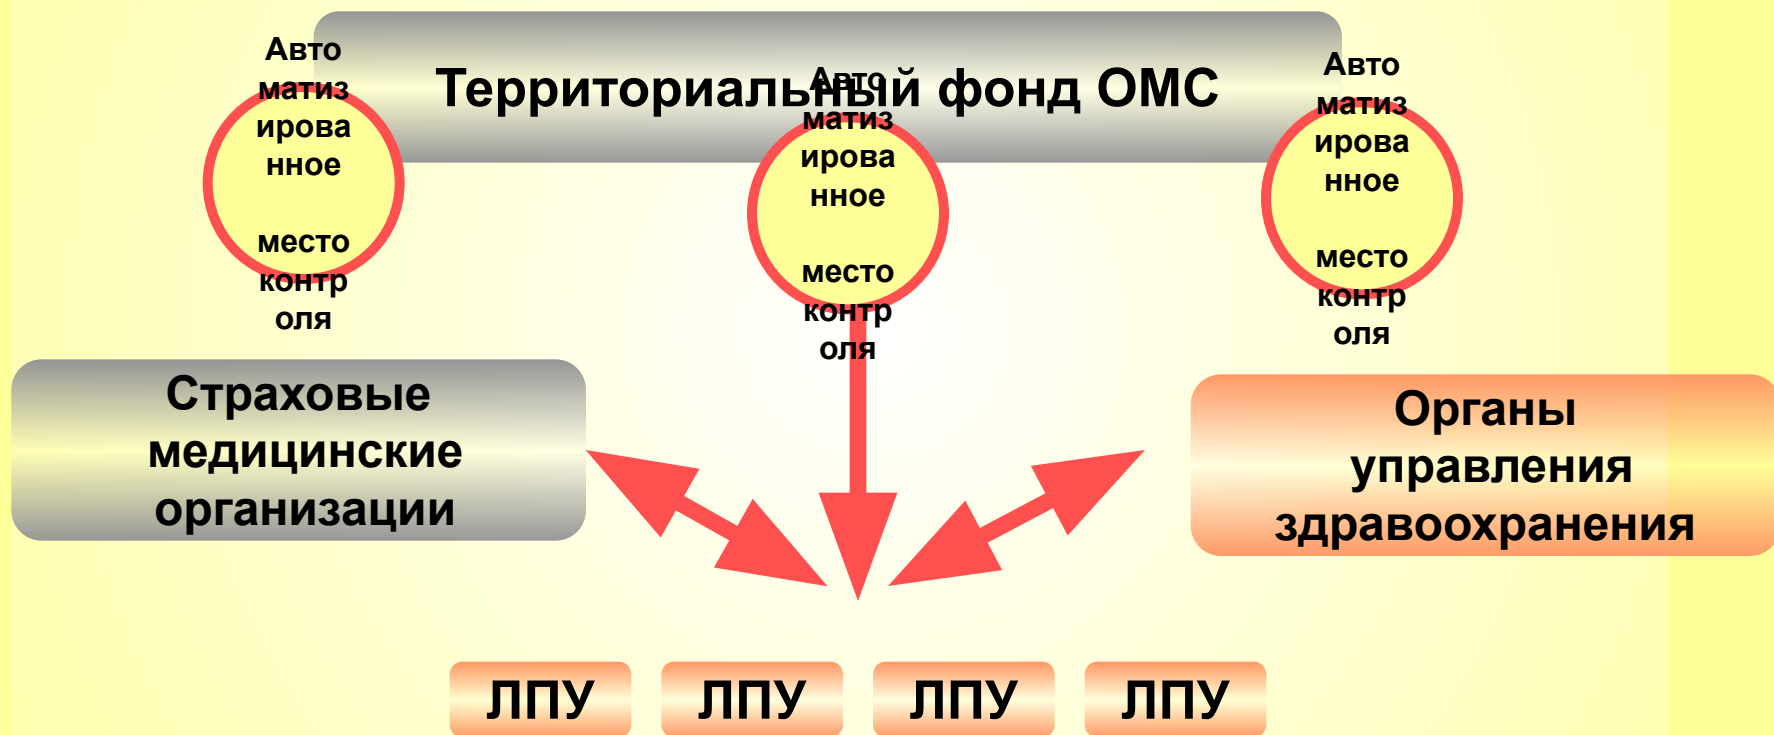 Территориальный фонд ОМС
Авто
матиз
ирова
нное
место
контр
оля
Авто
матиз
ирова
нное
место
контр
оля
Авто
матиз
ирова
нное
место
контр
оля
Страховые
медицинские
организации
Органы
управления
здравоохранения
ЛПУ ЛПУ ЛПУ ЛПУ